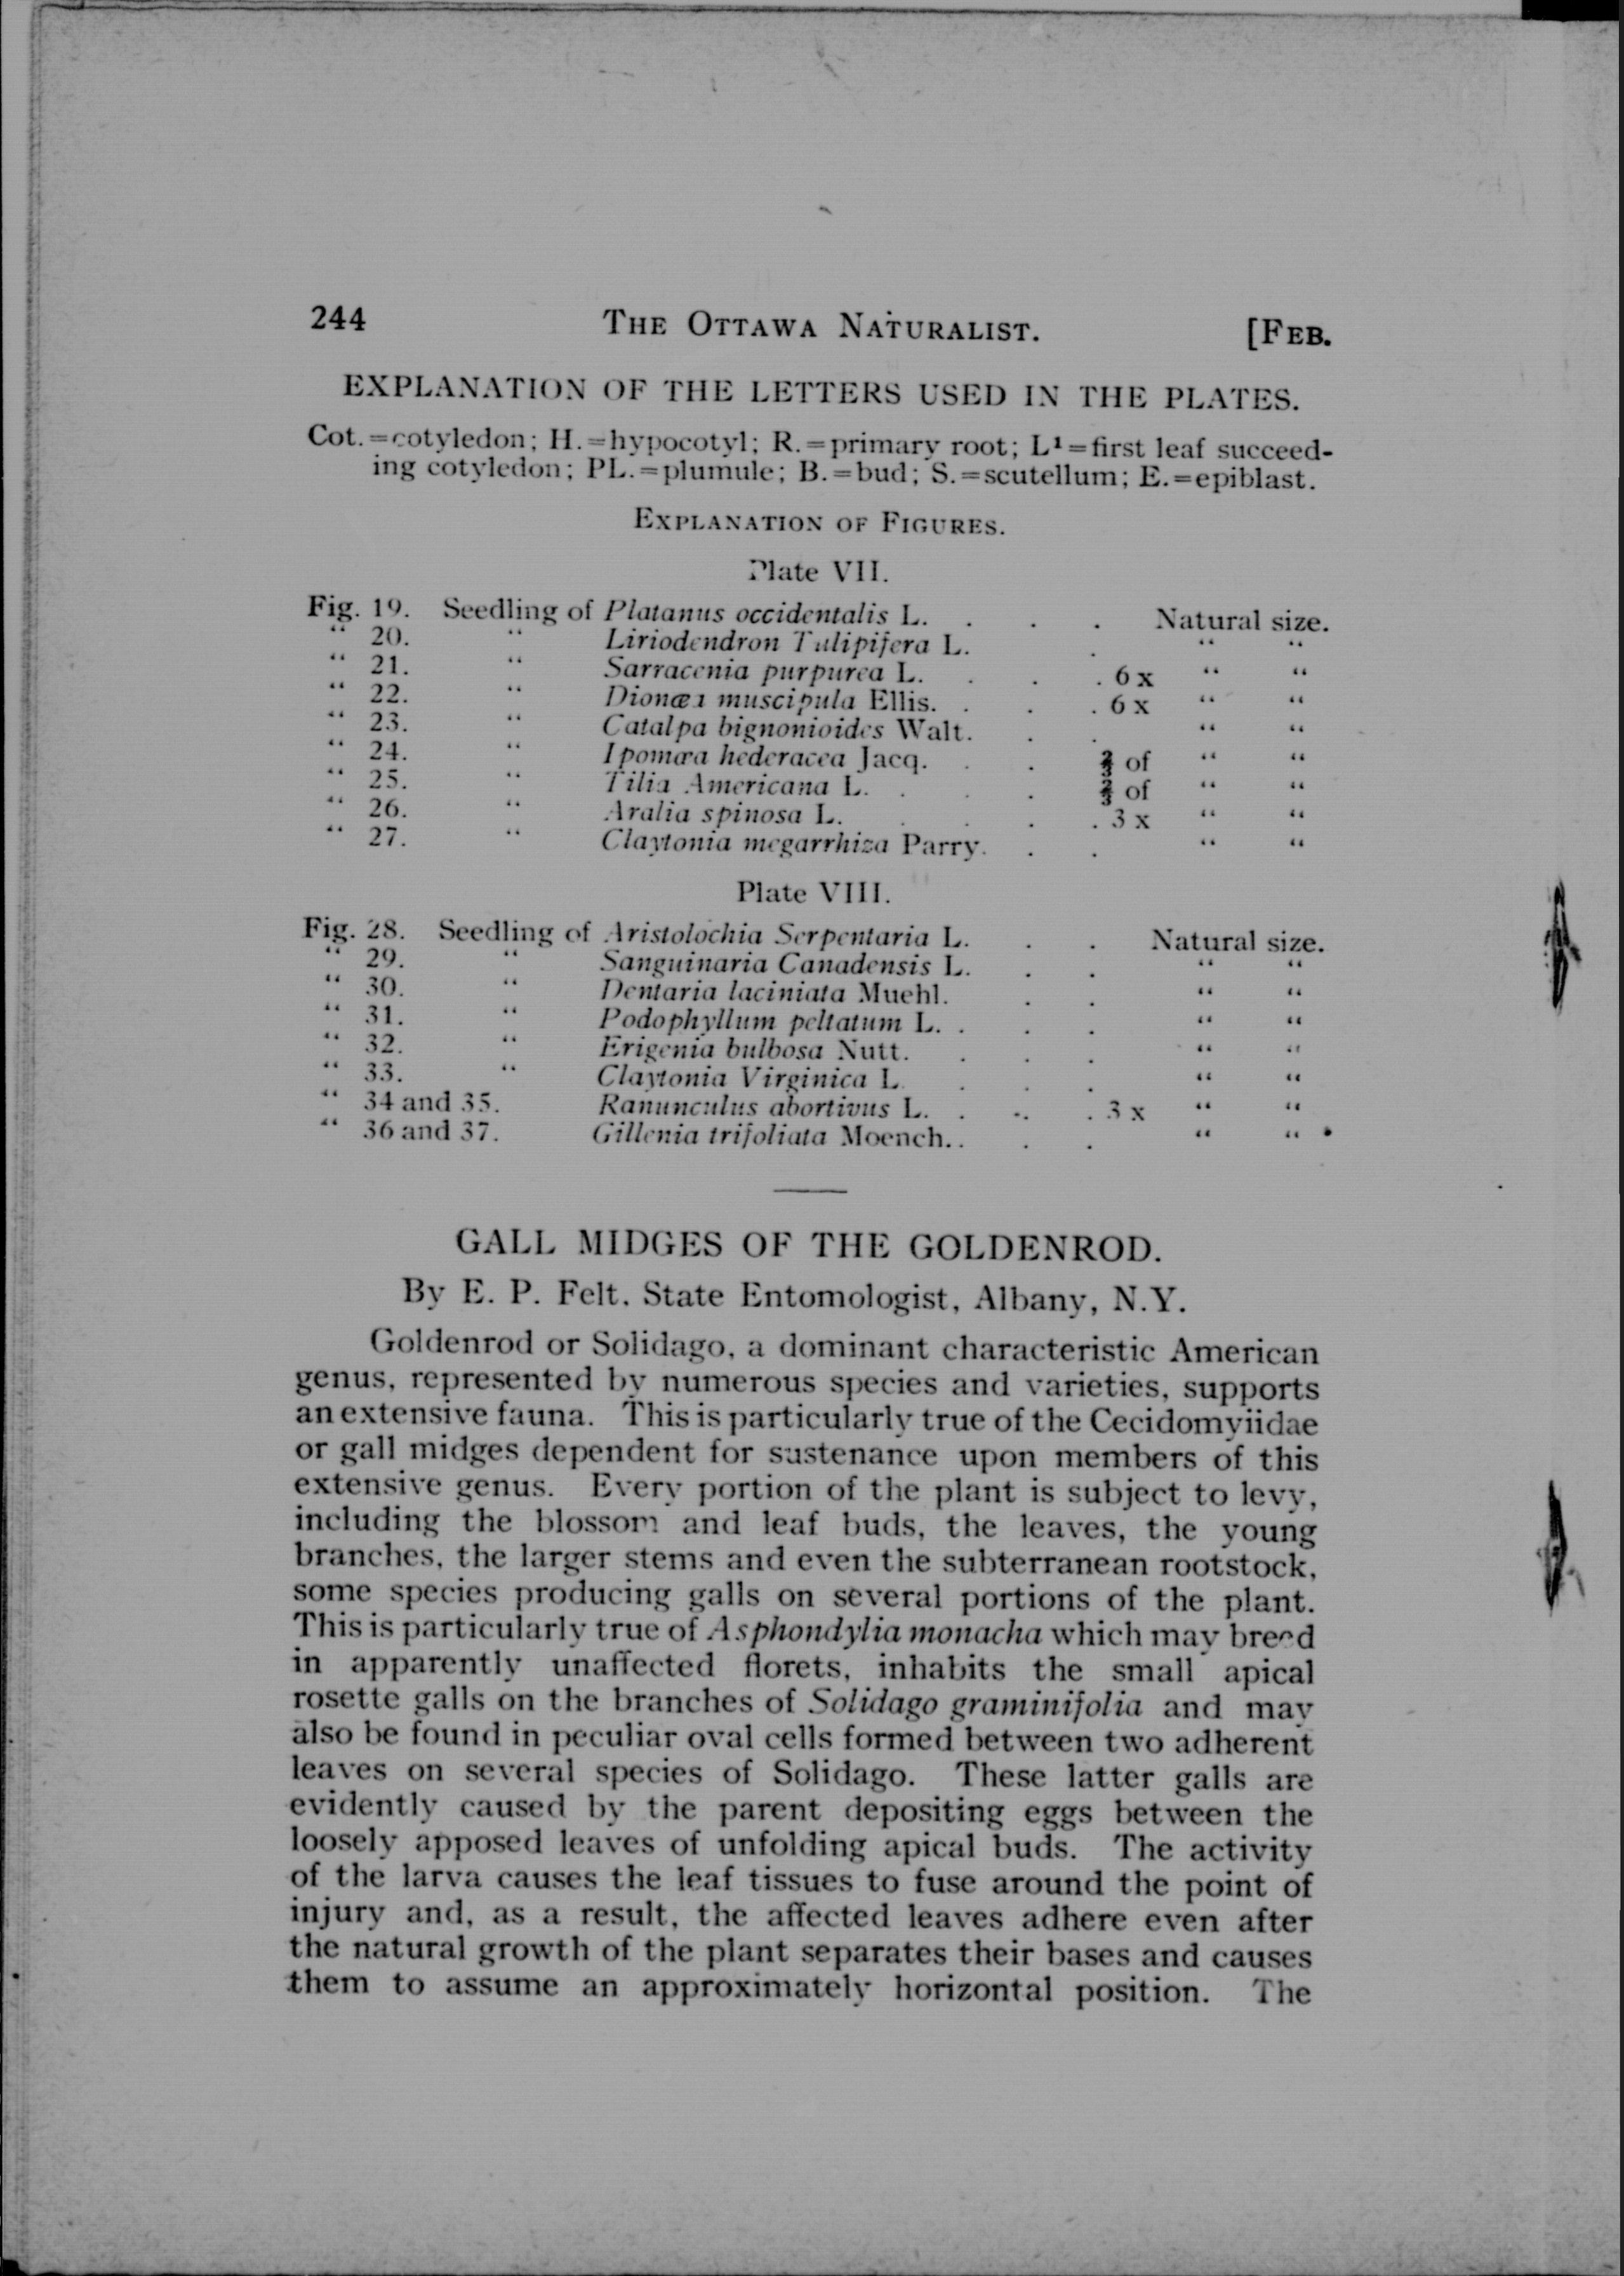 244 THE OTTAWA NATURALIST. [FEB.
EXPLANATION OF THE LETTERS USED IN THE PLATES.
Cot.=cotyledon; H.=hypocotyl; R.=primary root; L¹=first leaf succeed-
ing cotyledon; PL.=plumule; B.=bud; S.=scutellum; E.=epiblast.
EXPLANATION OF FIGURES.
Plate VII.
Fig. 19. Seedling of Platanus occidentalis L. . . . Natural size.
“ 20. “ Liriodendron Tulipifera L. . “ “
“ 21. “ Sarracenia purpurea L. . . . 6 x “ “
“ 22. “ Dionæa muscipula Ellis. . . . 6 x “ “
“ 23. “ Catalpa bignonioides Walt. . . “ “
“ 24. “ Ipomœa hederacea Jacq. . . ⅔ of “ “
“ 25. “ Tilia Americana L. . . . ⅔ of “ “
“ 26. “ Aralia spinosa L. . . . . 3 x “ “
“ 27. “ Claytonia megarrhiza Parry. . . “ “
Plate VIII.
Fig. 28. Seedling of Aristolochia Serpentaria L. . . Natural size.
“ 29. “ Sanguinaria Canadensis L. . . “ “
“ 30. “ Dentaria laciniata Muehl. . . “ “
“ 31. “ Podophyllum peltatum L. . . . “ “
“ 32. “ Erigenia bulbosa Nutt. . . . “ “
“ 33. “ Claytonia Virginica L. . . . “ “
“ 34 and 35. Ranunculus abortivus L. . . . 3 x “ “
“ 36 and 37. Gillenia trifoliata Moench. . . . “ “
GALL MIDGES OF THE GOLDENROD.
By E. P. Felt, State Entomologist, Albany, N.Y.
Goldenrod or Solidago, a dominant characteristic American
genus, represented by numerous species and varieties, supports
an extensive fauna. This is particularly true of the Cecidomyiidae
or gall midges dependent for sustenance upon members of this
extensive genus. Every portion of the plant is subject to levy,
including the blossom and leaf buds, the leaves, the young
branches, the larger stems and even the subterranean rootstock,
some species producing galls on several portions of the plant.
This is particularly true of Asphondylia monacha which may breed
in apparently unaffected florets, inhabits the small apical
rosette galls on the branches of Solidago graminifolia and may
also be found in peculiar oval cells formed between two adherent
leaves on several species of Solidago. These latter galls are
evidently caused by the parent depositing eggs between the
loosely apposed leaves of unfolding apical buds. The activity
of the larva causes the leaf tissues to fuse around the point of
injury and, as a result, the affected leaves adhere even after
the natural growth of the plant separates their bases and causes
them to assume an approximately horizontal position. The